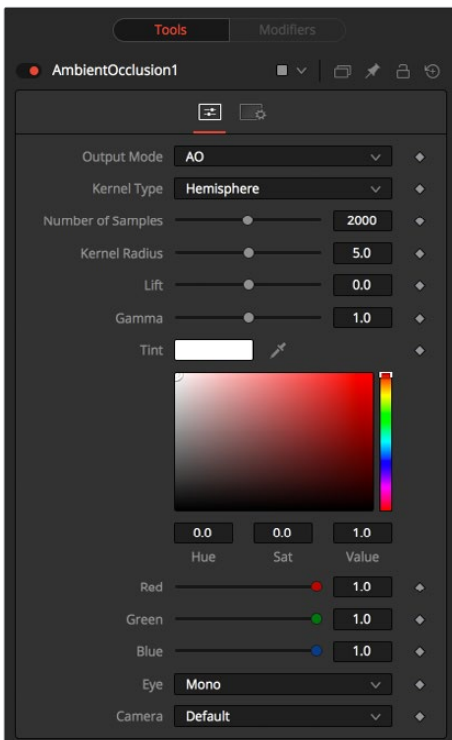 Tools Modifiers
AmbientOcclusion1
Output Mode AO
Kernel Type Hemisphere
Number of Samples 2000
Kernel Radius 5.0
Lift 0.0
Gamma 1.0
Tint
0.0 0.0 1.0
Hue Sat Value
Red 1.0
Green 1.0
Blue 1.0
Eye Mono
Camera Default